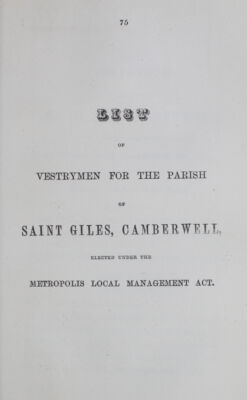 75
LIST
OF
VESTRYMEN FOR THE PARISH
OF
SAINT GILES, CAMBERWELL,
ELECTED UNDER THE
METROPOLIS LOCAL MANAGEMENT ACT.